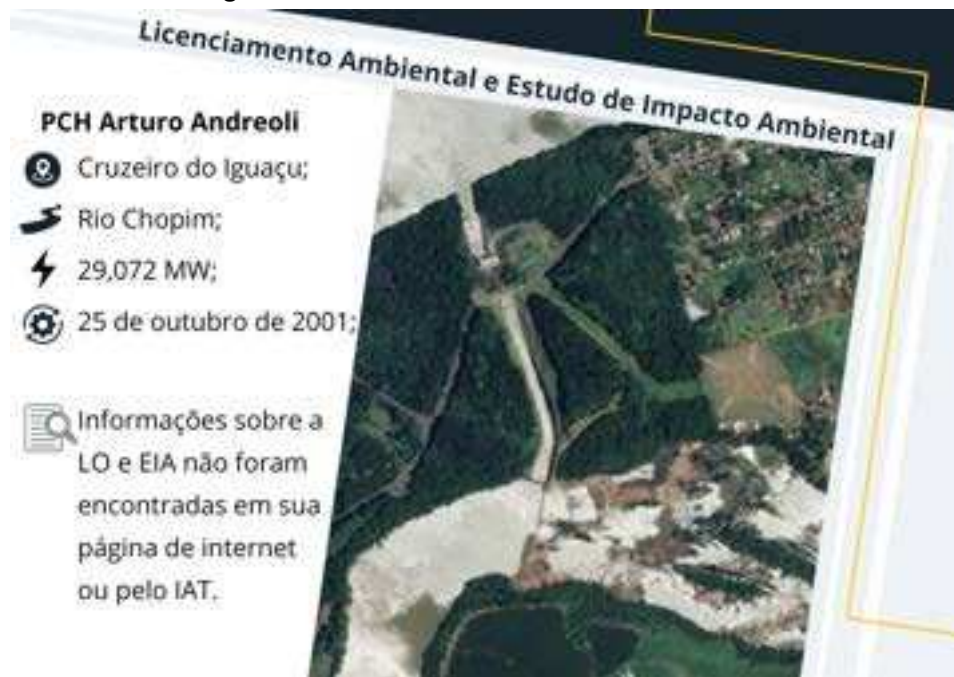 Licenciamento Ambiental e Estudo de Impacto Ambiental
PCH Arturo Andreoli
Cruzeiro do Iguaçu;
Rio Chopim;
29,072 MW;
25 de outubro de 2001;
Informações sobre a
LO e EIA não foram
encontradas em sua
página de internet
ou pelo IAT.